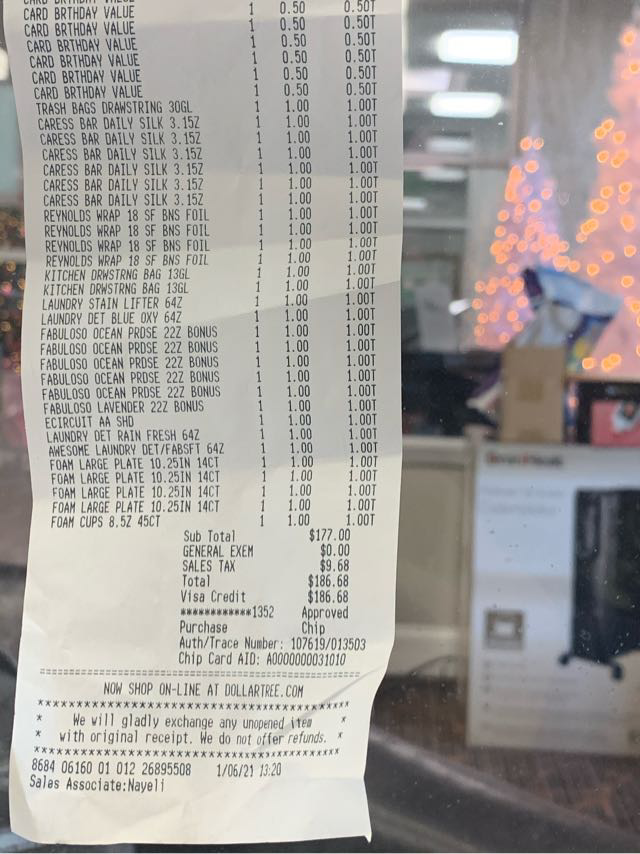 CARD BRTHDAY VALUE 1 0.50 0.50T
CARD BRTHDAY VALUE 1 0.50 0.50T
CARD BRTHDAY VALUE 1 0.50 0.50T
CARD BRTHDAY VALUE 1 0.50 0.50T
CARD BRTHDAY VALUE 1 0.50 0.50T
CARD BRTHDAY VALUE 1 0.50 0.50T
CARD BRTHDAY VALUE 1 0.50 0.50T
TRASH BAGS DRAWSTRING 30GL 1 1.00 1.00T
CARESS BAR DAILY SILK 3.15Z 1 1.00 1.00T
CARESS BAR DAILY SILK 3.15Z 1 1.00 1.00T
CARESS BAR DAILY SILK 3.15Z 1 1.00 1.00T
CARESS BAR DAILY SILK 3.15Z 1 1.00 1.00T
CARESS BAR DAILY SILK 3.15Z 1 1.00 1.00T
CARESS BAR DAILY SILK 3.15Z 1 1.00 1.00T
REYNOLDS WRAP 18 SF BNS FOIL 1 1.00 1.00T
REYNOLDS WRAP 18 SF BNS FOIL 1 1.00 1.00T
REYNOLDS WRAP 18 SF BNS FOIL 1 1.00 1.00T
REYNOLDS WRAP 18 SF BNS FOIL 1 1.00 1.00T
KITCHEN DRWSTRNG BAG 13GL 1 1.00 1.00T
KITCHEN DRWSTRNG BAG 13GL 1 1.00 1.00T
LAUNDRY STAIN LIFTER 64Z 1 1.00 1.00T
LAUNDRY DET BLUE OXY 64Z 1 1.00 1.00T
FABULOSO OCEAN PRDSE 22Z BONUS 1 1.00 1.00T
FABULOSO OCEAN PRDSE 22Z BONUS 1 1.00 1.00T
FABULOSO OCEAN PRDSE 22Z BONUS 1 1.00 1.00T
FABULOSO OCEAN PRDSE 22Z BONUS 1 1.00 1.00T
FABULOSO OCEAN PRDSE 22Z BONUS 1 1.00 1.00T
FABULOSO LAVENDER 22Z BONUS 1 1.00 1.00T
ECIRCUIT AA SHD 1 1.00 1.00T
LAUNDRY DET RAIN FRESH 64Z 1 1.00 1.00T
AWESOME LAUNDRY DET/FABSFT 64Z 1 1.00 1.00T
FOAM LARGE PLATE 10.25IN 14CT 1 1.00 1.00T
FOAM LARGE PLATE 10.25IN 14CT 1 1.00 1.00T
FOAM LARGE PLATE 10.25IN 14CT 1 1.00 1.00T
FOAM LARGE PLATE 10.25IN 14CT 1 1.00 1.00T
FOAM CUPS 8.5Z 45CT 1 1.00 1.00T
Sub Total $177.00
GENERAL EXEM $0.00
SALES TAX $9.68
Total $186.68
Visa Credit $186.68
************1352 Approved
Purchase Chip
Auth/Trace Number: 107619/013503
Chip Card AID: A0000000031010
NOW SHOP ON-LINE AT DOLLARTREE.COM
* We will gladly exchange any unopened item *
* with original receipt. We do not offer refunds. *
8684 06160 01 012 26895508 1/06/21 13:20
Sales Associate:Nayeli